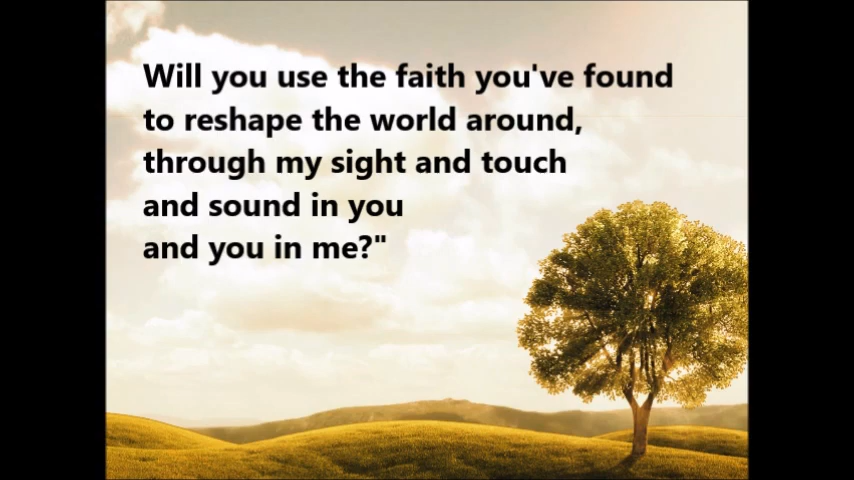 Will you use the faith you've found
to reshape the world around,
through my sight and touch
and sound in you
and you in me?"